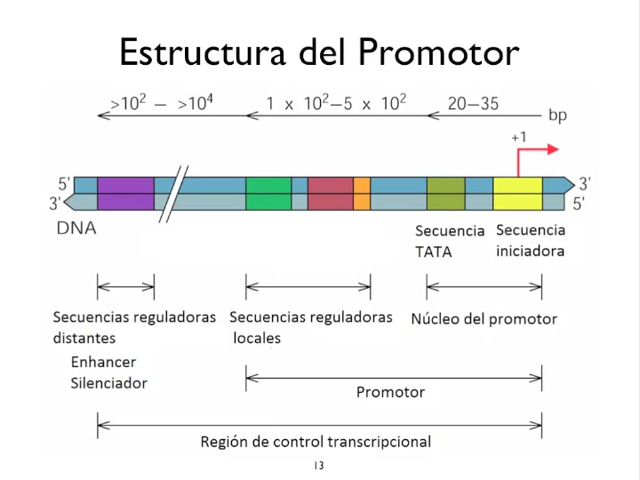 Estructura del Promotor
>10² – >10⁴
1 x 10²–5 x 10²
20–35
bp
+1
5'
3'
3'
5'
DNA
Secuencia
TATA
Secuencia
iniciadora
Secuencias reguladoras
distantes
Enhancer
Silenciador
Secuencias reguladoras
locales
Núcleo del promotor
Promotor
Región de control transcripcional
13